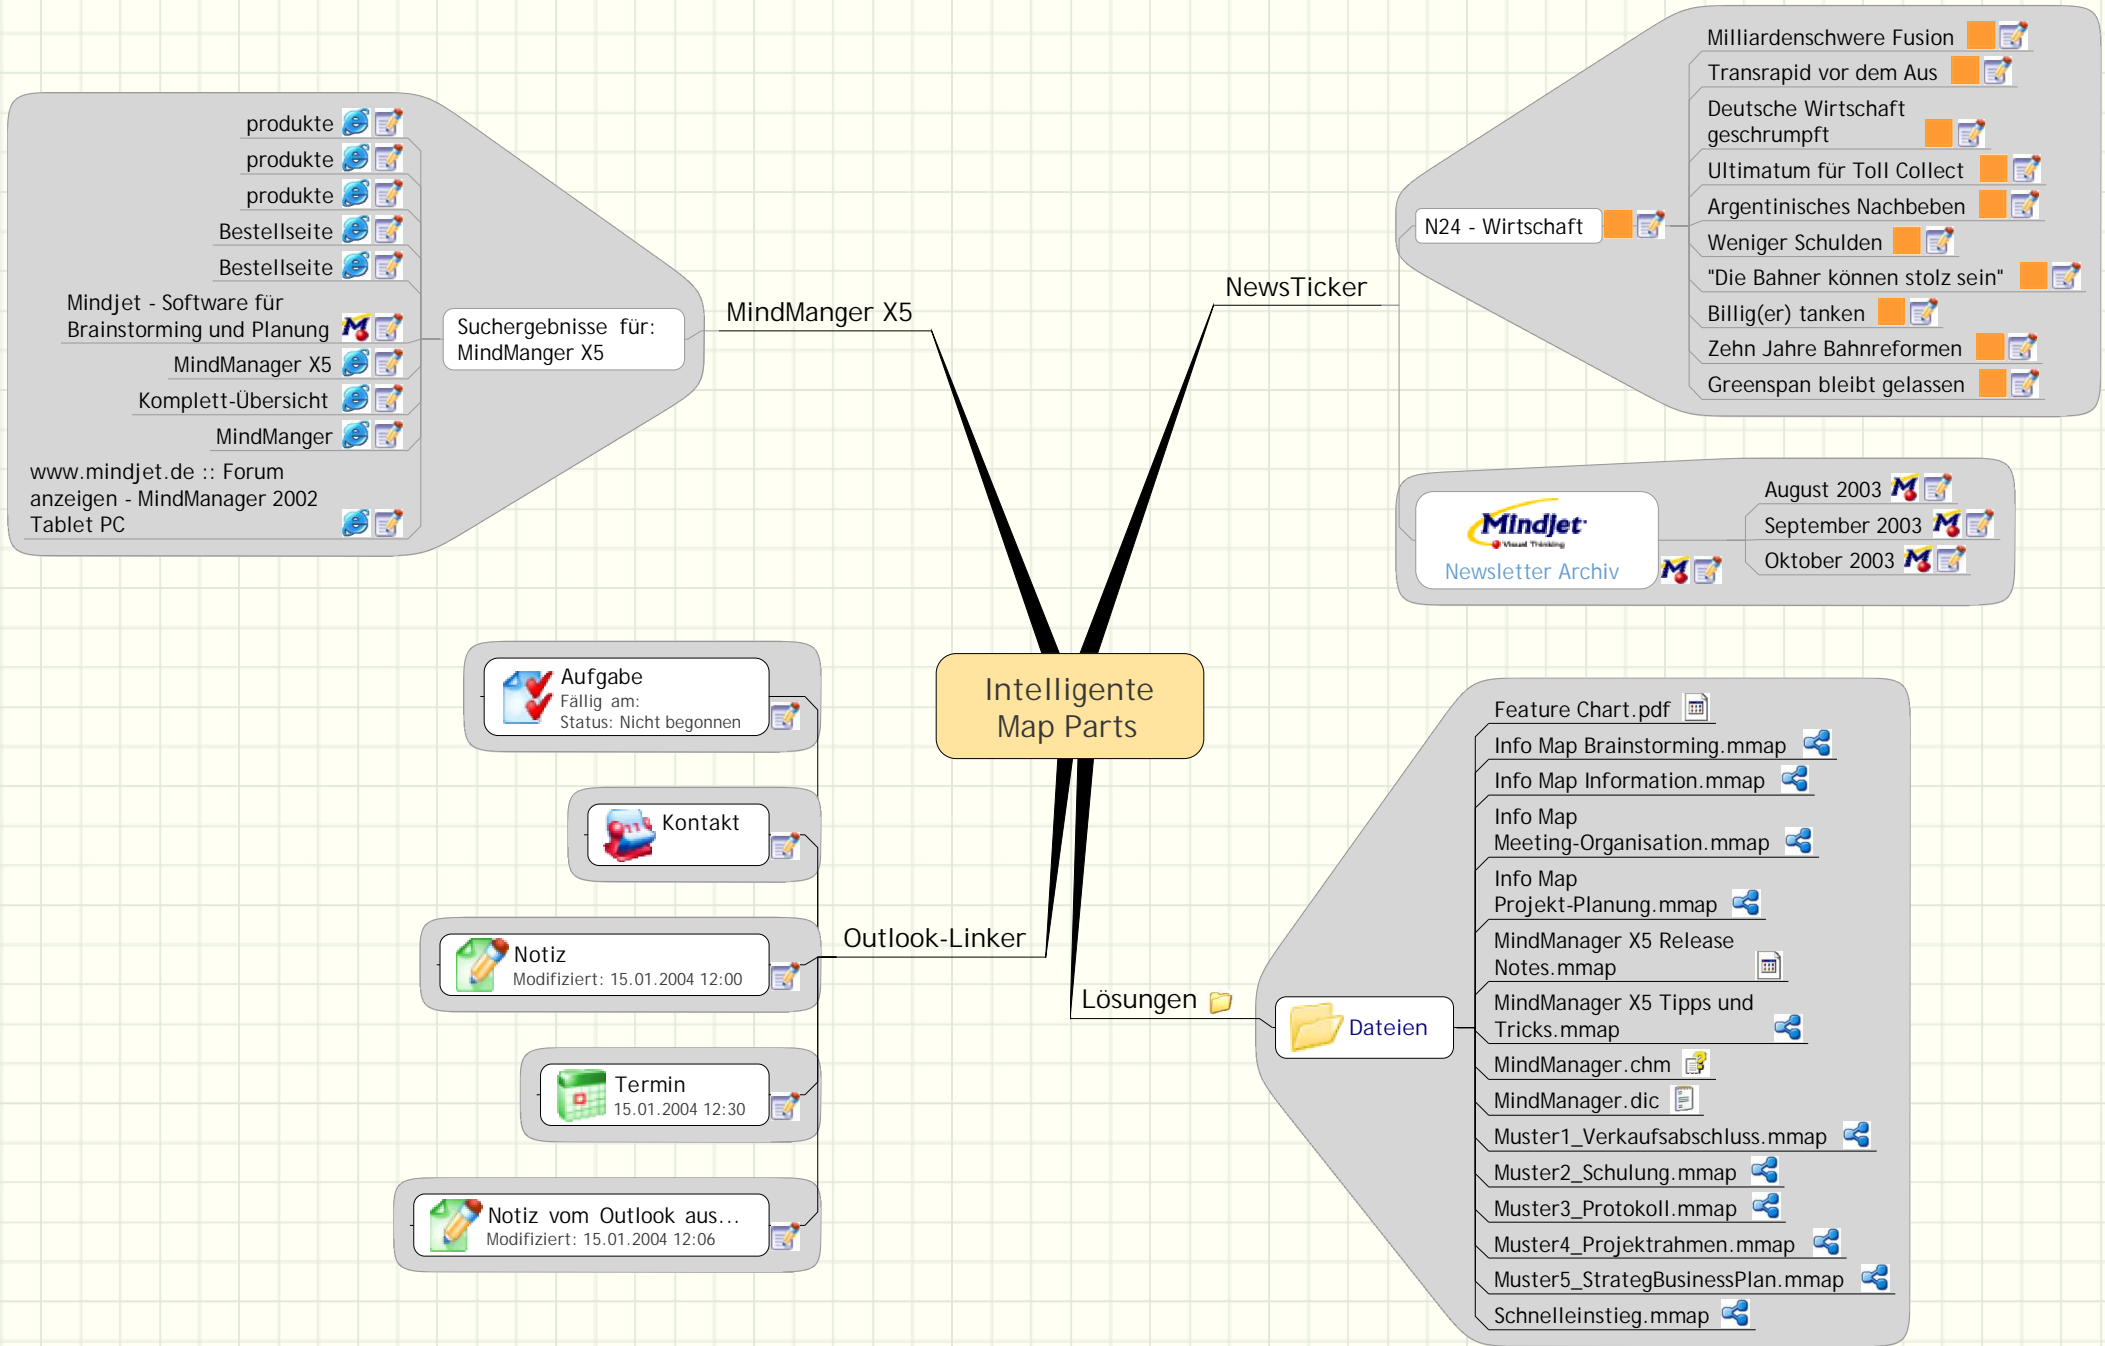 Intelligente
Map Parts
MindManger X5
Suchergebnisse für:
MindManger X5
produkte
produkte
produkte
Bestellseite
Bestellseite
Mindjet - Software für
Brainstorming und Planung
MindManager X5
Komplett-Übersicht
MindManger
www.mindjet.de :: Forum
anzeigen - MindManager 2002
Tablet PC
NewsTicker
N24 - Wirtschaft
Milliardenschwere Fusion
Transrapid vor dem Aus
Deutsche Wirtschaft
geschrumpft
Ultimatum für Toll Collect
Argentinisches Nachbeben
Weniger Schulden
"Die Bahner können stolz sein"
Billig(er) tanken
Zehn Jahre Bahnreformen
Greenspan bleibt gelassen
Mindjet
Visual Thinking
Newsletter Archiv
August 2003
September 2003
Oktober 2003
Outlook-Linker
Aufgabe
Fällig am:
Status: Nicht begonnen
Kontakt
Notiz
Modifiziert: 15.01.2004 12:00
Termin
15.01.2004 12:30
Notiz vom Outlook aus...
Modifiziert: 15.01.2004 12:06
Lösungen
Dateien
Feature Chart.pdf
Info Map Brainstorming.mmap
Info Map Information.mmap
Info Map
Meeting-Organisation.mmap
Info Map
Projekt-Planung.mmap
MindManager X5 Release
Notes.mmap
MindManager X5 Tipps und
Tricks.mmap
MindManager.chm
MindManager.dic
Muster1_Verkaufsabschluss.mmap
Muster2_Schulung.mmap
Muster3_Protokoll.mmap
Muster4_Projektrahmen.mmap
Muster5_StrategBusinessPlan.mmap
Schnelleinstieg.mmap